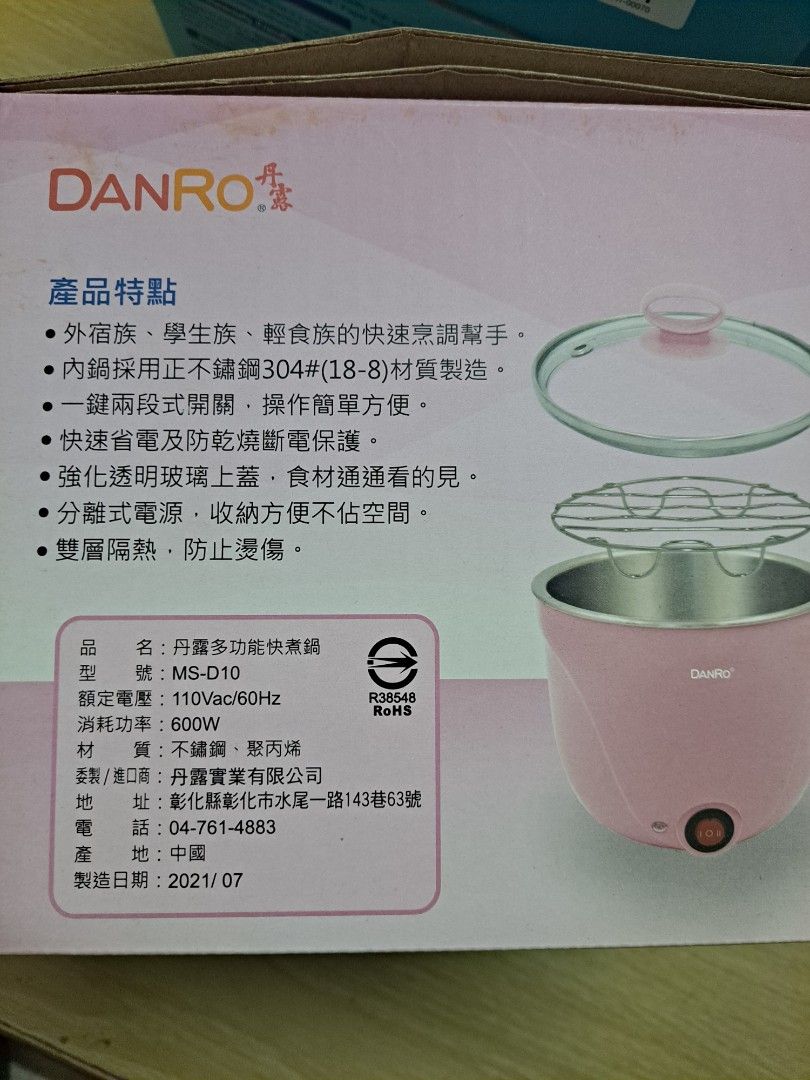 DANRO丹露®
產品特點
• 外宿族、學生族、輕食族的快速烹調幫手。
• 內鍋採用正不鏽鋼304#(18-8)材質製造。
• 一鍵兩段式開關，操作簡單方便。
• 快速省電及防乾燒斷電保護。
• 強化透明玻璃上蓋，食材通通看的見。
• 分離式電源，收納方便不佔空間。
• 雙層隔熱，防止燙傷。
品 名：丹露多功能快煮鍋
型 號：MS-D10
額定電壓：110Vac/60Hz
消耗功率：600W
材 質：不鏽鋼、聚丙烯
委製/進口商：丹露實業有限公司
地 址：彰化縣彰化市水尾一路143巷63號
電 話：04-761-4883
產 地：中國
製造日期：2021/07
R38548
RoHS
DANRO®
I O II